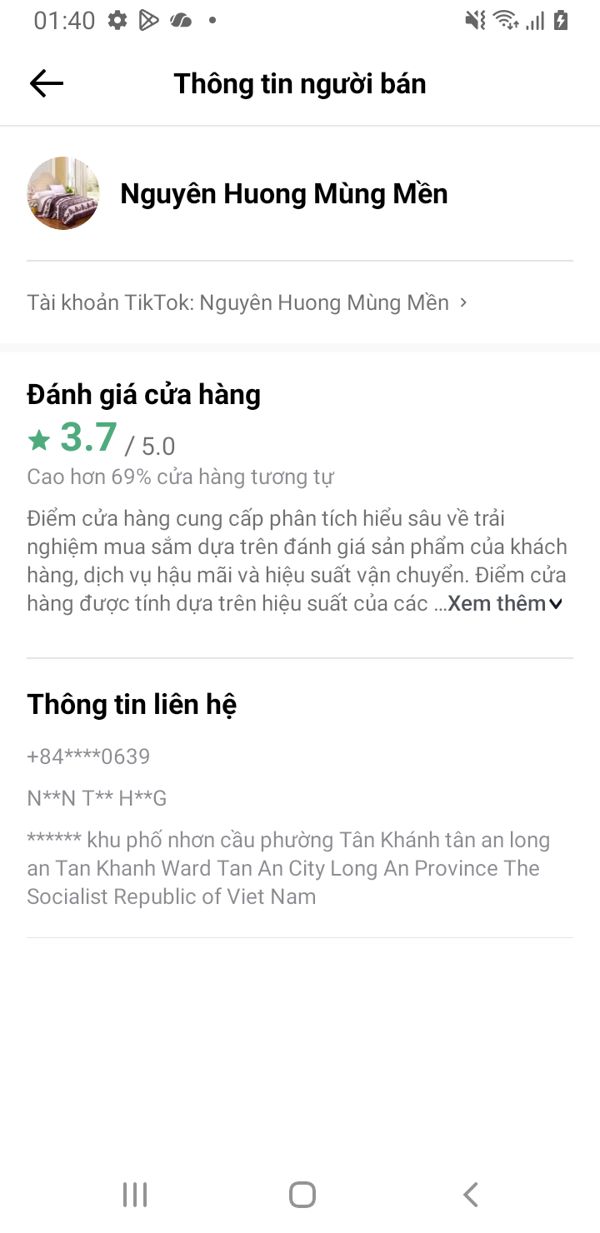 01:40
Thông tin người bán
Nguyên Huong Mùng Mền
Tài khoản TikTok: Nguyên Huong Mùng Mền >
Đánh giá cửa hàng
3.7 / 5.0
Cao hơn 69% cửa hàng tương tự
Điểm cửa hàng cung cấp phân tích hiểu sâu về trải
nghiệm mua sắm dựa trên đánh giá sản phẩm của khách
hàng, dịch vụ hậu mãi và hiệu suất vận chuyển. Điểm cửa
hàng được tính dựa trên hiệu suất của các ...Xem thêm
Thông tin liên hệ
+84****0639
N**N T** H**G
****** khu phố nhơn cầu phường Tân Khánh tân an long
an Tan Khanh Ward Tan An City Long An Province The
Socialist Republic of Viet Nam